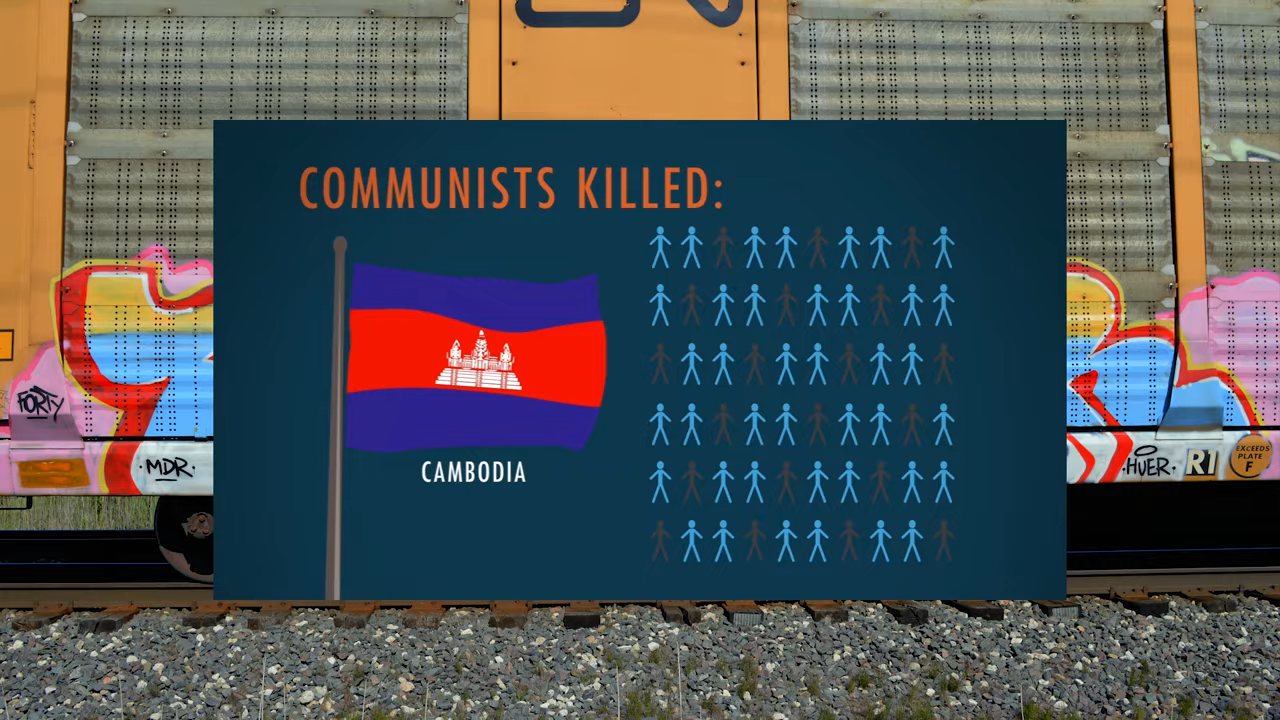 COMMUNISTS KILLED:
CAMBODIA
FORTY
·MDR·
·HUER·
R1
EXCEEDS
PLATE
F